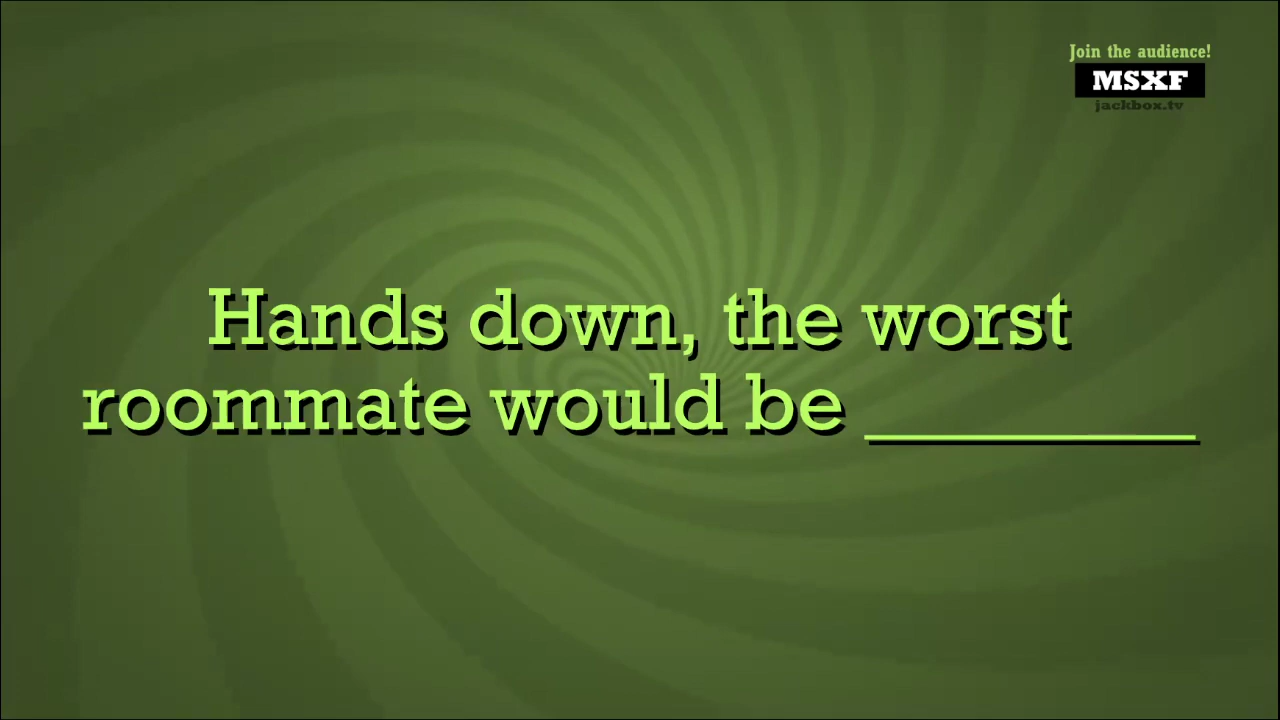 Join the audience!
MSXF
jackbox.tv
Hands down, the worst
roommate would be ________